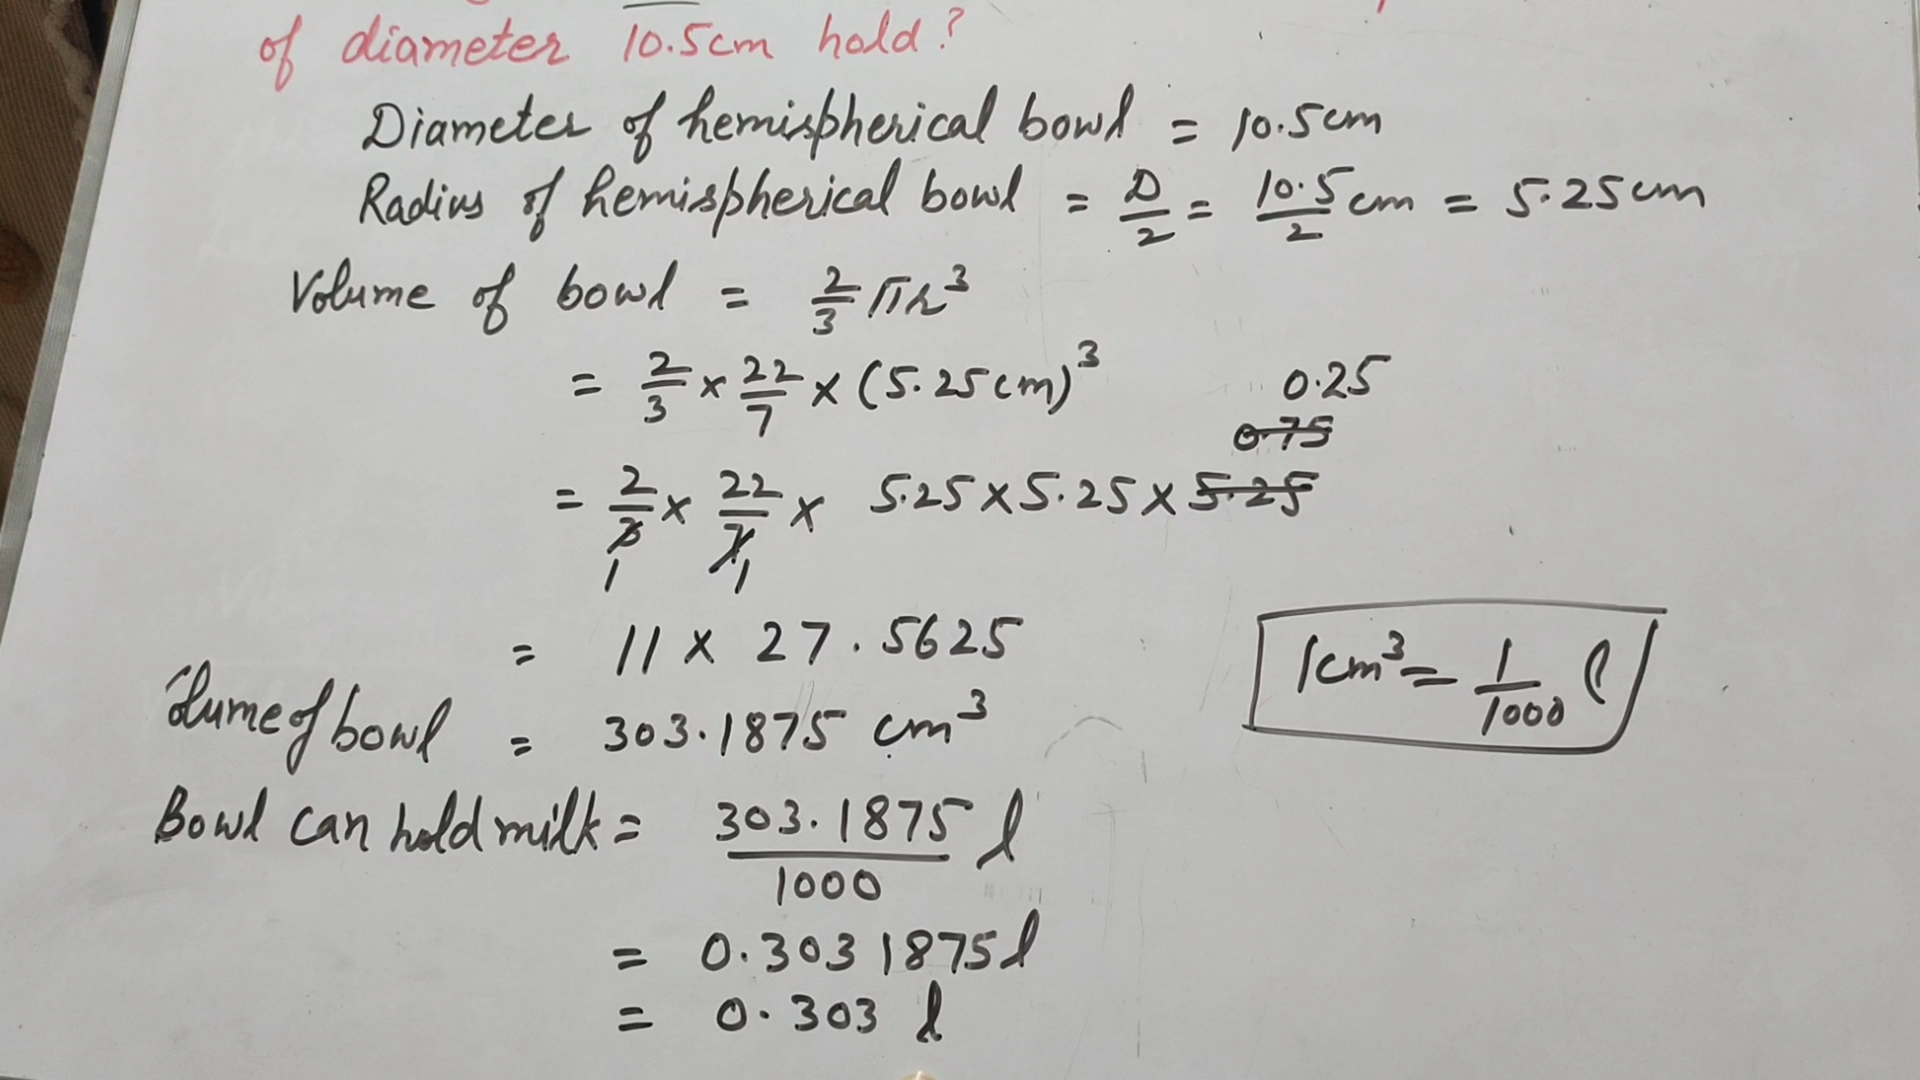 of diameter 10.5cm hold?
Diameter of hemispherical bowl = 10.5cm
Radius of hemispherical bowl = D/2 = 10.5/2 cm = 5.25cm
Volume of bowl = 2/3 πr³
= 2/3 × 22/7 × (5.25cm)³
0.25
0.75
= 2/3 × 22/7 × 5.25×5.25×5.25
1 1
= 11 × 27.5625
lume of bowl = 303.1875 cm³
1cm³ = 1/1000 l
Bowl can hold milk = 303.1875/1000 l
= 0.3031875l
= 0.303 l